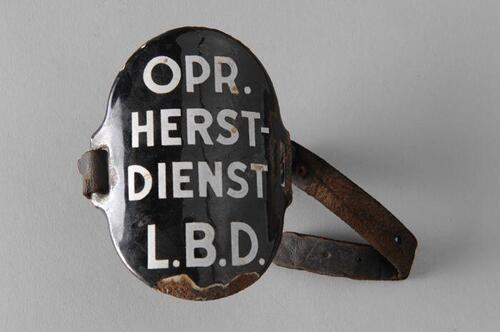 OPR.
HERST-
DIENST
L.B.D.